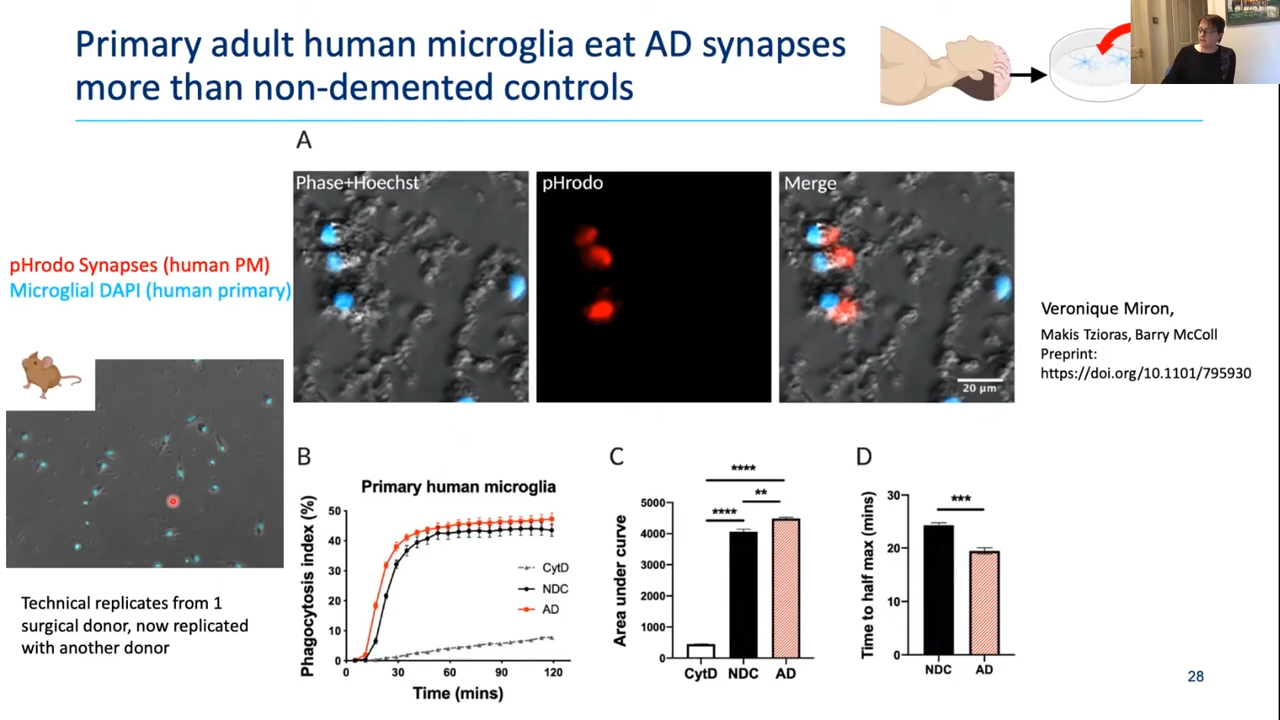 Primary adult human microglia eat AD synapses
more than non-demented controls
A
Phase+Hoechst
pHrodo
Merge
20 µm
pHrodo Synapses (human PM)
Microglial DAPI (human primary)
Veronique Miron,
Makis Tzioras, Barry McColl
Preprint:
https://doi.org/10.1101/795930
Technical replicates from 1
surgical donor, now replicated
with another donor
B
Primary human microglia
Phagocytosis index (%)
50
40
30
20
10
0
0 30 60 90 120
Time (mins)
CytD
NDC
AD
C
Area under curve
5000
4000
3000
2000
1000
0
****
**
****
CytD NDC AD
D
Time to half max (mins)
30
20
10
0
***
NDC AD
28